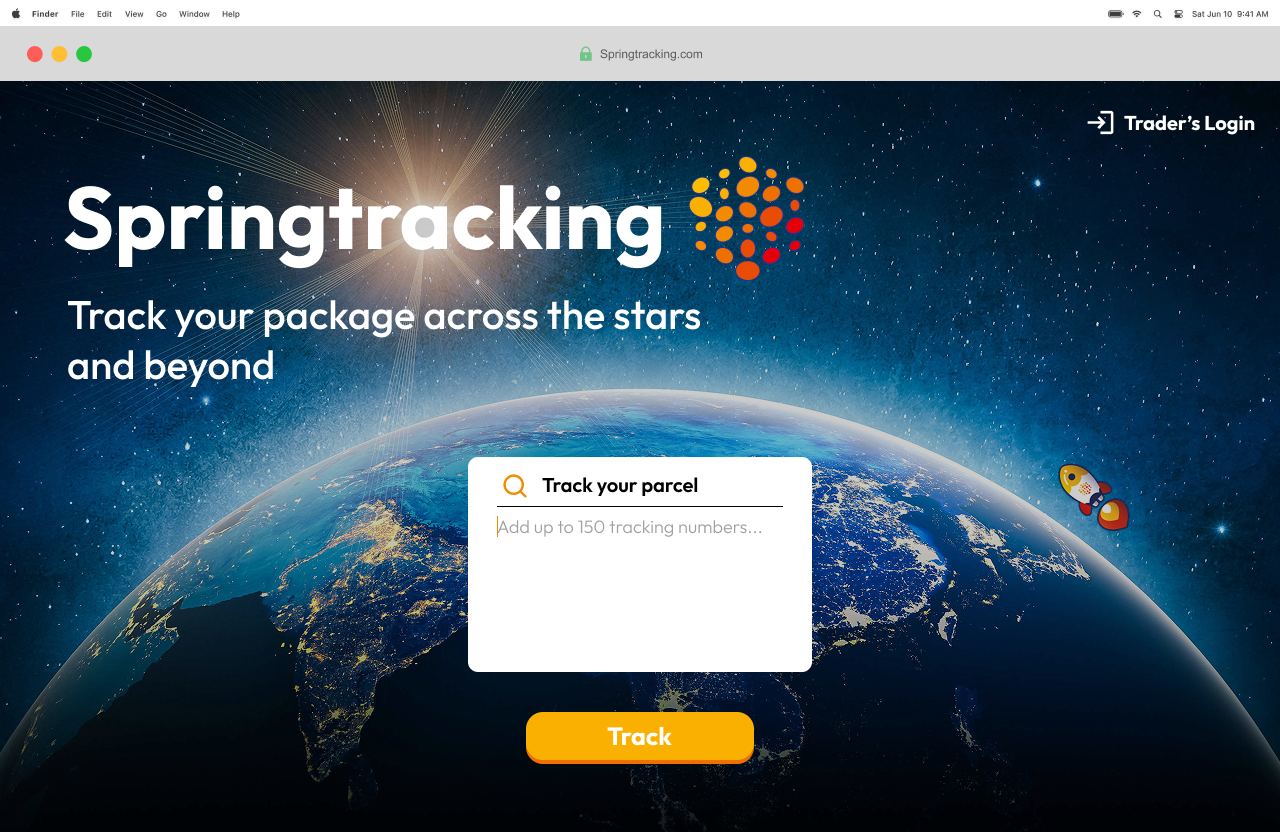 Finder File Edit View Go Window Help Sat Jun 10 9:41 AM
Springtracking.com
Trader's Login
Springtracking
Track your package across the stars
and beyond
Track your parcel
Add up to 150 tracking numbers...
Track